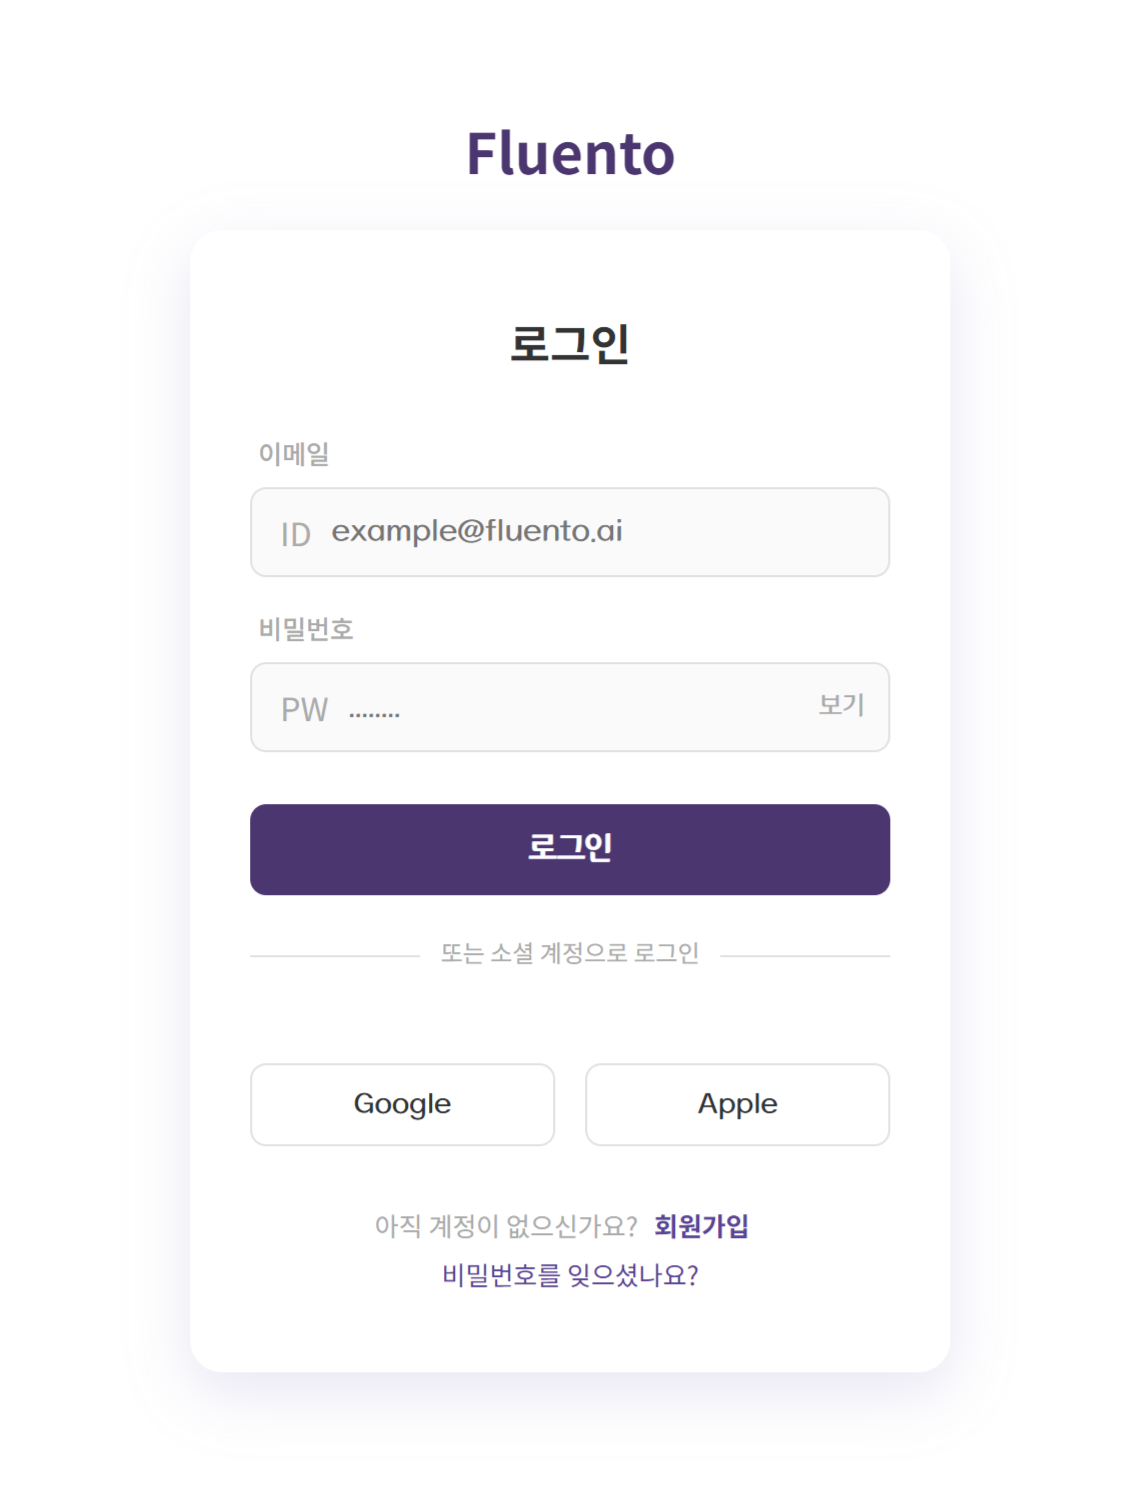 Fluento
로그인
이메일
ID example@fluento.ai
비밀번호
PW ........ 보기
로그인
또는 소셜 계정으로 로그인
Google Apple
아직 계정이 없으신가요? 회원가입
비밀번호를 잊으셨나요?